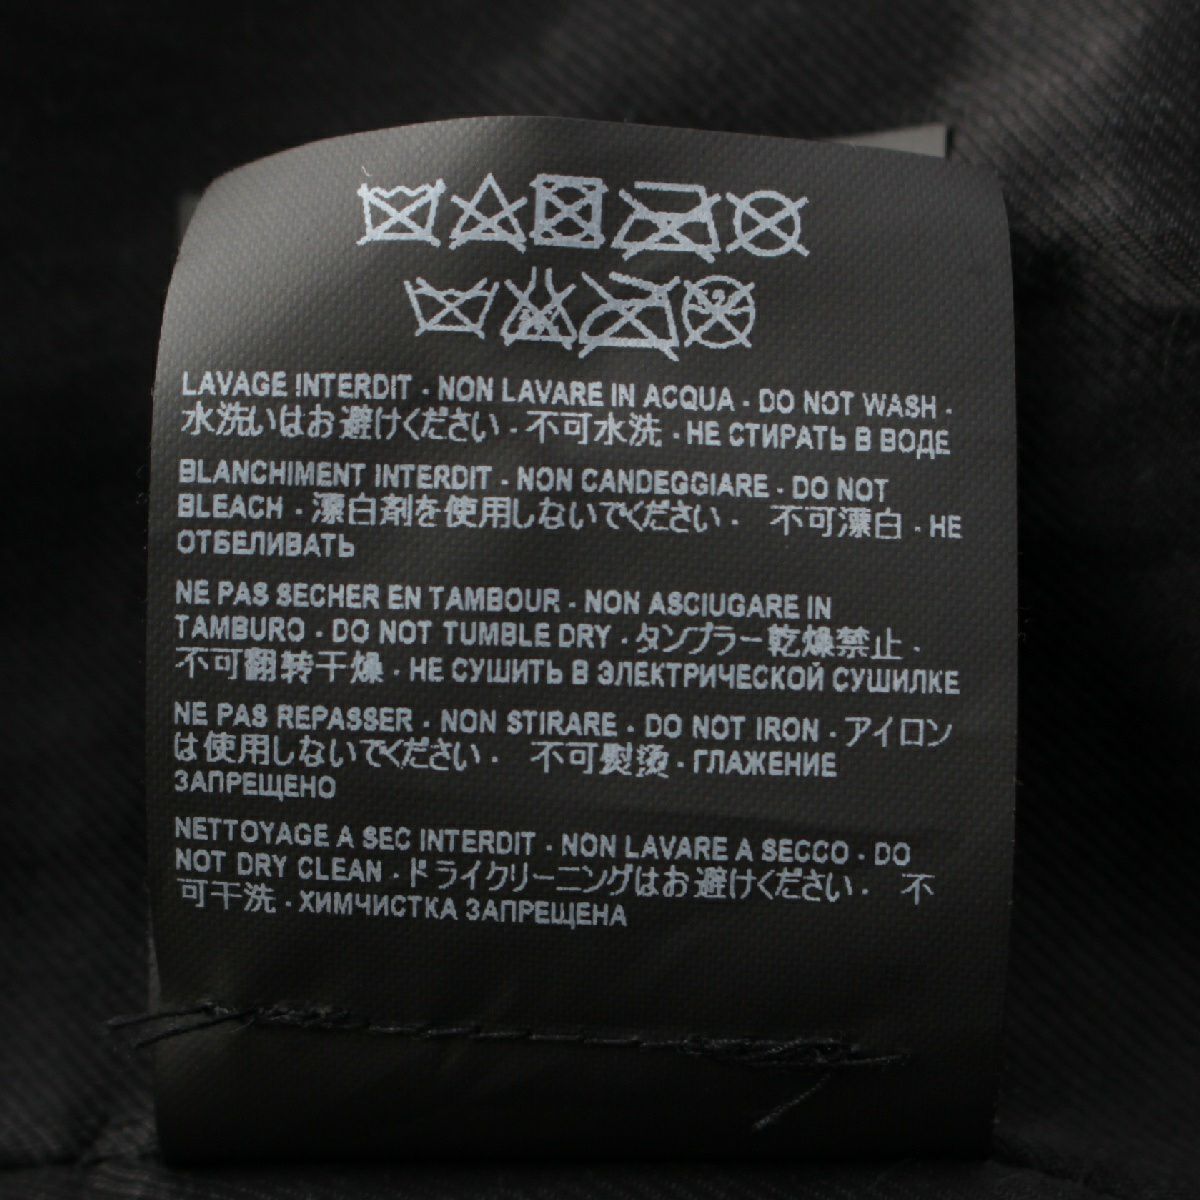 LAVAGE INTERDIT - NON LAVARE IN ACQUA - DO NOT WASH -
水洗いはお避けください - 不可水洗 - НЕ СТИРАТЬ В ВОДЕ
BLANCHIMENT INTERDIT - NON CANDEGGIARE - DO NOT
BLEACH - 漂白剤を使用しないでください - 不可漂白 - НЕ
ОТБЕЛИВАТЬ
NE PAS SECHER EN TAMBOUR - NON ASCIUGARE IN
TAMBURO - DO NOT TUMBLE DRY - タンブラー乾燥禁止 -
不可翻转干燥 - НЕ СУШИТЬ В ЭЛЕКТРИЧЕСКОЙ СУШИЛКЕ
NE PAS REPASSER - NON STIRARE - DO NOT IRON - アイロン
は使用しないでください - 不可熨烫 - ГЛАЖЕНИЕ
ЗАПРЕЩЕНО
NETTOYAGE A SEC INTERDIT - NON LAVARE A SECCO - DO
NOT DRY CLEAN - ドライクリーニングはお避けください - 不
可干洗 - ХИМЧИСТКА ЗАПРЕЩЕНА